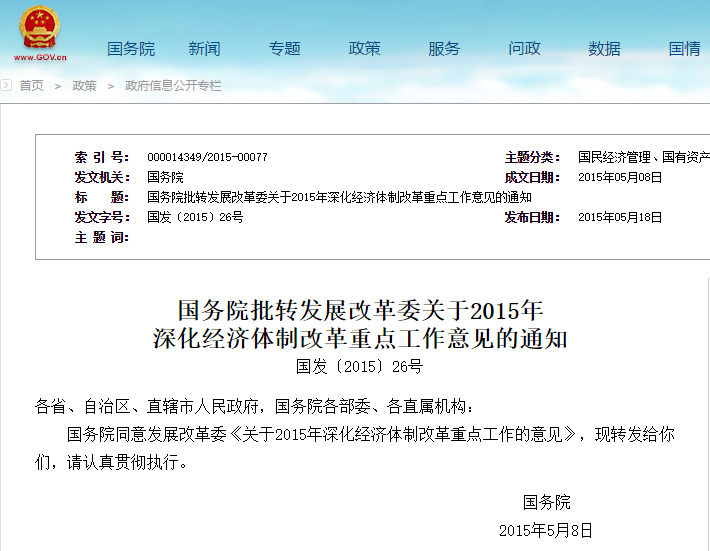 www.GOV.cn
国务院 新闻 专题 政策 服务 问政 数据 国情
首页 > 政策 > 政府信息公开专栏
索 引 号: 000014349/2015-00077 主题分类: 国民经济管理、国有资产
发文机关: 国务院 成文日期: 2015年05月08日
标 题: 国务院批转发展改革委关于2015年深化经济体制改革重点工作意见的通知
发文字号: 国发〔2015〕26号 发布日期: 2015年05月18日
主 题 词:
国务院批转发展改革委关于2015年
深化经济体制改革重点工作意见的通知
国发〔2015〕26号
各省、自治区、直辖市人民政府，国务院各部委、各直属机构：
国务院同意发展改革委《关于2015年深化经济体制改革重点工作的意见》，现转发给你
们，请认真贯彻执行。
国务院
2015年5月8日